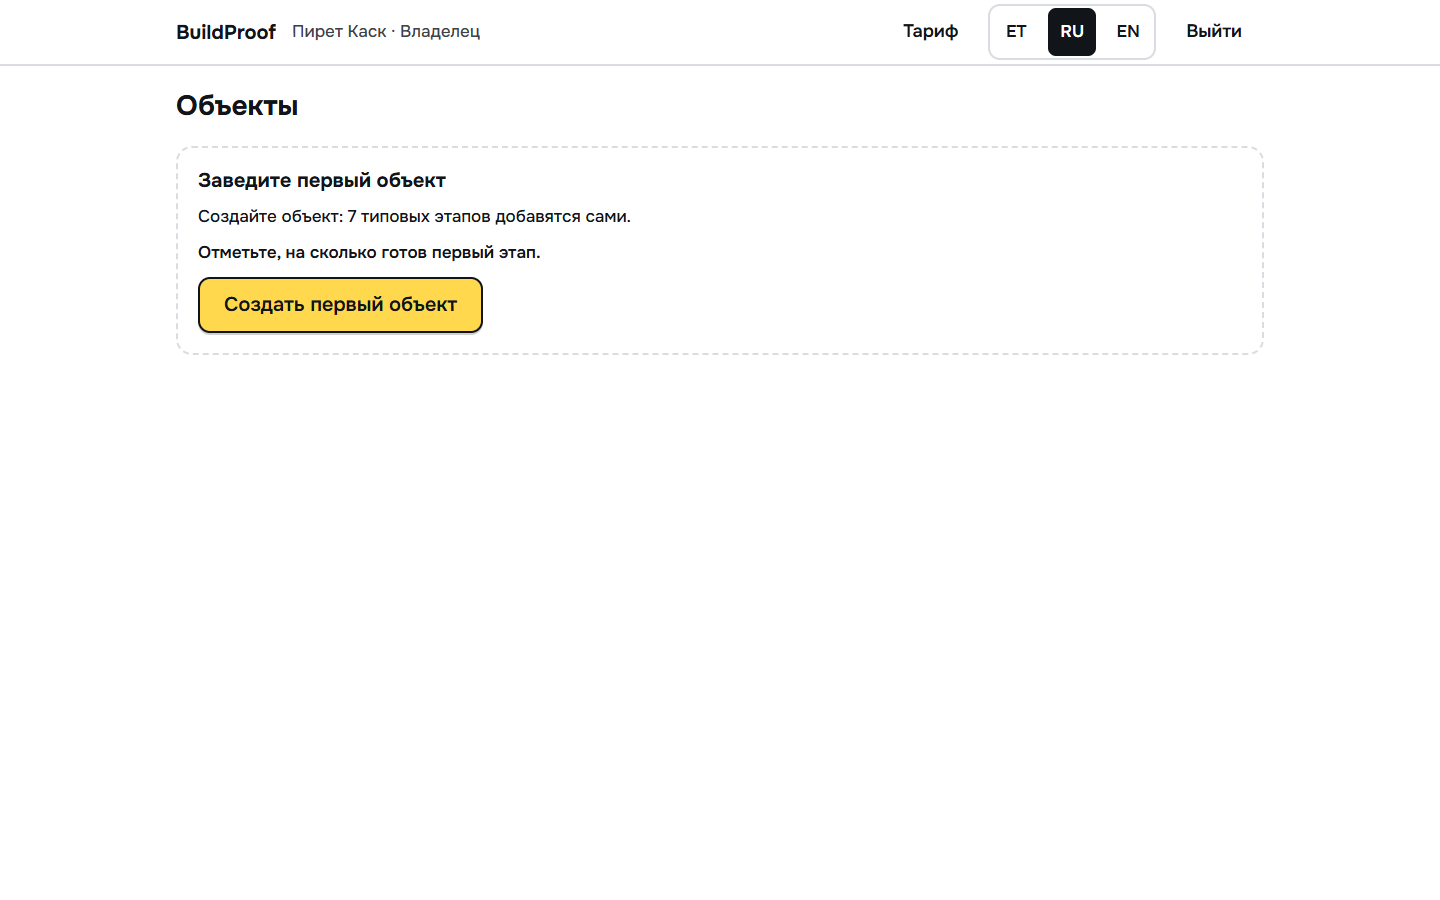 BuildProof Пирет Каск · Владелец Тариф ET RU EN Выйти
Объекты
Заведите первый объект
Создайте объект: 7 типовых этапов добавятся сами.
Отметьте, на сколько готов первый этап.
Создать первый объект